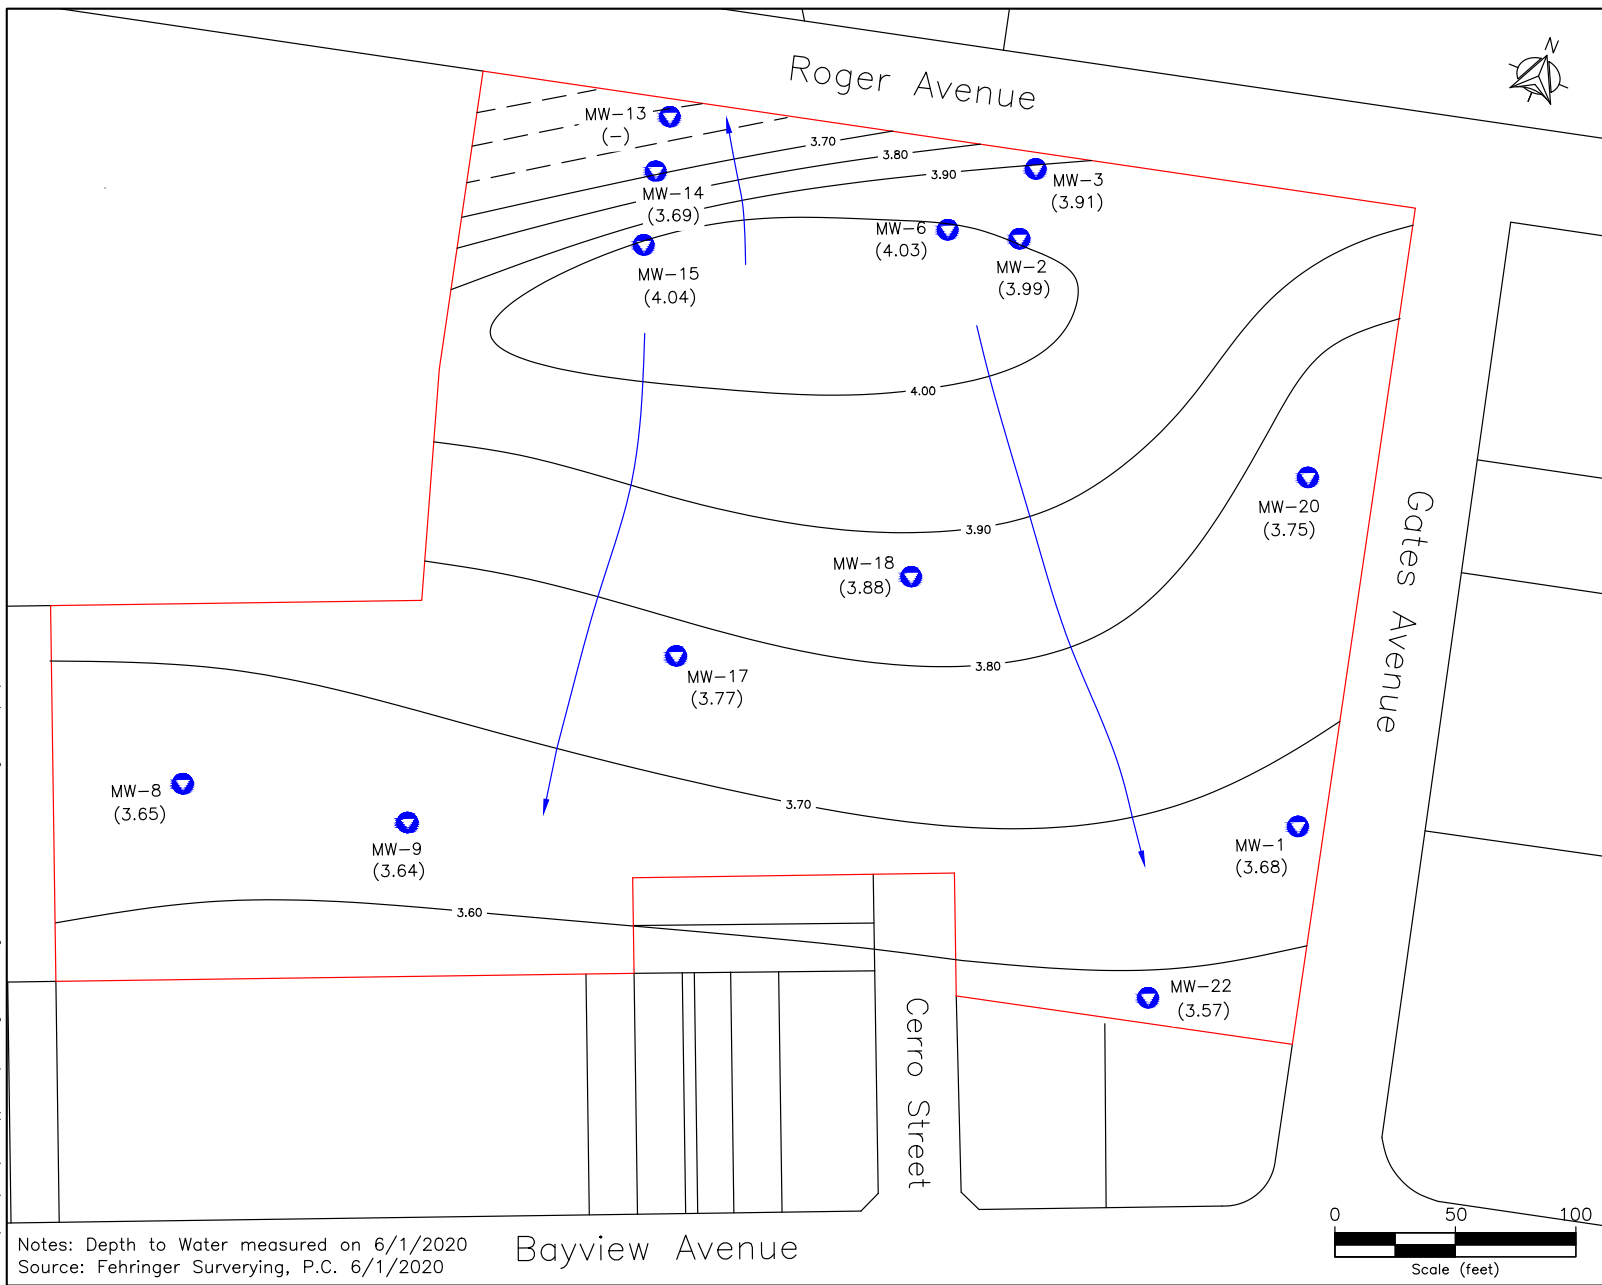 N
Roger Avenue
MW-13
(-)
3.70
3.80
3.90
MW-14
(3.69)
MW-3
(3.91)
MW-6
(4.03)
MW-2
(3.99)
MW-15
(4.04)
4.00
MW-20
(3.75)
3.90
MW-18
(3.88)
Gates Avenue
3.80
MW-17
(3.77)
MW-8
(3.65)
3.70
MW-9
(3.64)
MW-1
(3.68)
3.60
MW-22
(3.57)
Cerro Street
0 50 100
Scale (feet)
Notes: Depth to Water measured on 6/1/2020
Source: Fehringer Surverying, P.C. 6/1/2020
Bayview Avenue